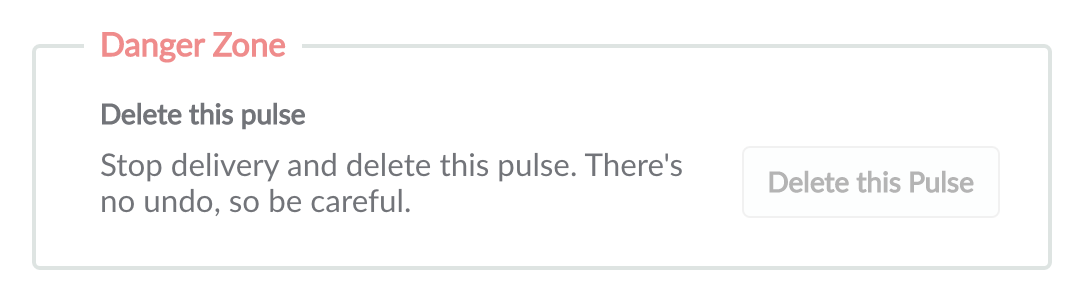 Danger Zone
Delete this pulse
Stop delivery and delete this pulse. There's
no undo, so be careful.
Delete this Pulse